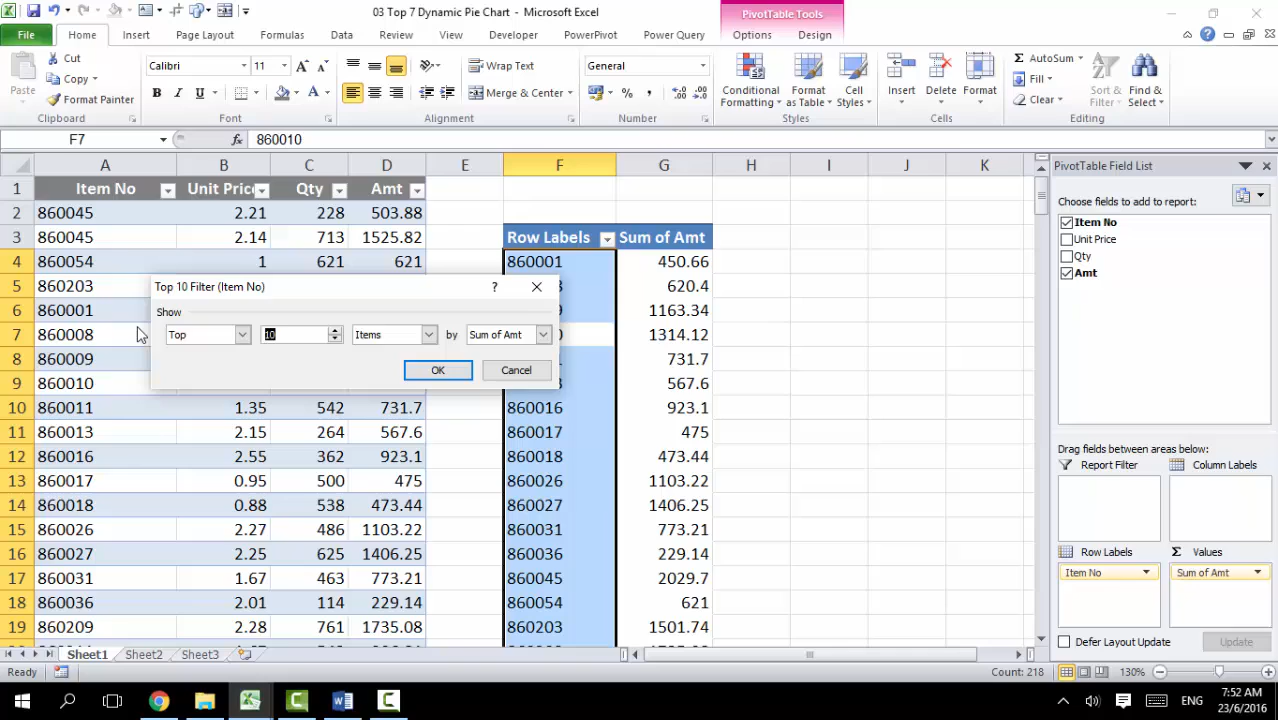 03 Top 7 Dynamic Pie Chart - Microsoft Excel
PivotTable Tools
File Home Insert Page Layout Formulas Data Review View Developer PowerPivot Power Query Options Design
Paste
Cut
Copy
Format Painter
Clipboard
Calibri 11
B I U
Font
Wrap Text
Merge & Center
Alignment
General
Number
Conditional Formatting
Format as Table
Cell Styles
Styles
Insert
Delete
Format
Cells
AutoSum
Fill
Clear
Sort & Filter
Find & Select
Editing
F7 fx 860010
A B C D E F G H I J K
1 Item No Unit Pric Qty Amt
2 860045 2.21 228 503.88
3 860045 2.14 713 1525.82 Row Labels Sum of Amt
4 860054 1 621 621 860001 450.66
5 860203 620.4
6 860001 1163.34
7 860008 1314.12
8 860009 731.7
9 860010 567.6
10 860011 1.35 542 731.7 860016 923.1
11 860013 2.15 264 567.6 860017 475
12 860016 2.55 362 923.1 860018 473.44
13 860017 0.95 500 475 860026 1103.22
14 860018 0.88 538 473.44 860027 1406.25
15 860026 2.27 486 1103.22 860031 773.21
16 860027 2.25 625 1406.25 860036 229.14
17 860031 1.67 463 773.21 860045 2029.7
18 860036 2.01 114 229.14 860054 621
19 860209 2.28 761 1735.08 860203 1501.74
Top 10 Filter (Item No)
Show
Top 10 Items by Sum of Amt
OK Cancel
PivotTable Field List
Choose fields to add to report:
Item No
Unit Price
Qty
Amt
Drag fields between areas below:
Report Filter
Column Labels
Row Labels
Σ Values
Item No
Sum of Amt
Defer Layout Update
Update
Sheet1 Sheet2 Sheet3
Ready
Count: 218
130%
ENG
7:52 AM
23/6/2016